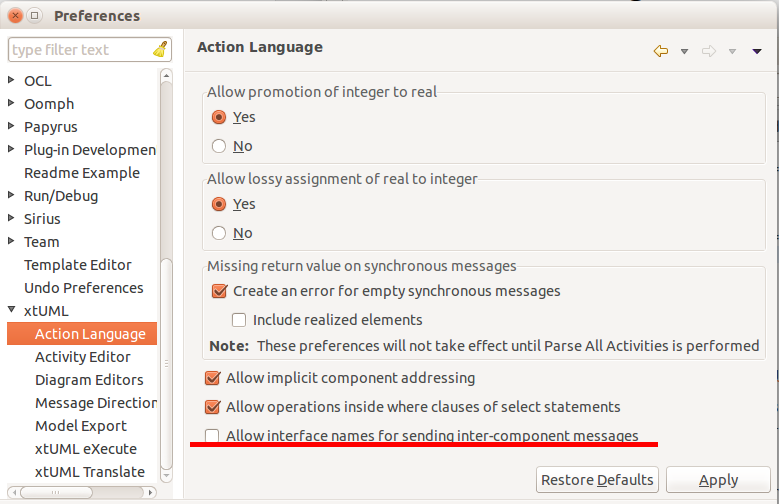 Preferences
type filter text
OCL
Oomph
Papyrus
Plug-in Developmen
Readme Example
Run/Debug
Sirius
Team
Template Editor
Undo Preferences
xtUML
Action Language
Activity Editor
Diagram Editors
Message Direction
Model Export
xtUML eXecute
xtUML Translate
Action Language
Allow promotion of integer to real
Yes
No
Allow lossy assignment of real to integer
Yes
No
Missing return value on synchronous messages
Create an error for empty synchronous messages
Include realized elements
Note: These preferences will not take effect until Parse All Activities is performed
Allow implicit component addressing
Allow operations inside where clauses of select statements
Allow interface names for sending inter-component messages
Restore Defaults
Apply